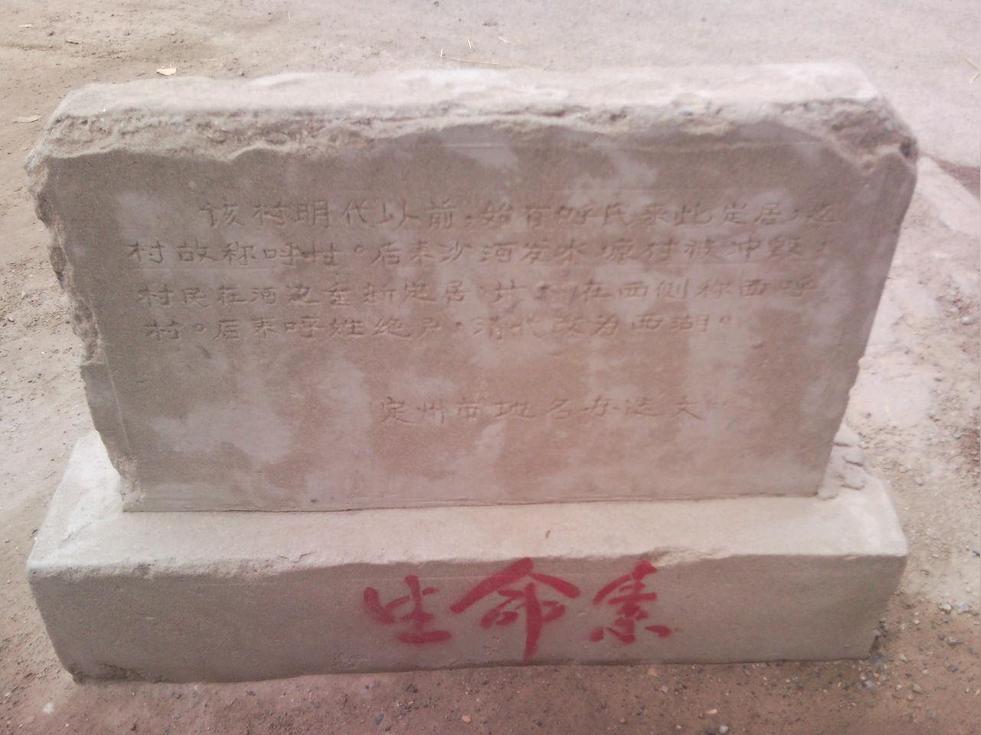 该村明代以前，始有呼氏来此定居，建
村故称呼村。后来沙河发水，原村被冲毁，
村民在河 新定居 村 在西侧称西呼
村。后来呼姓绝户，清代改为西湖。
定州市地名办 文
生命素